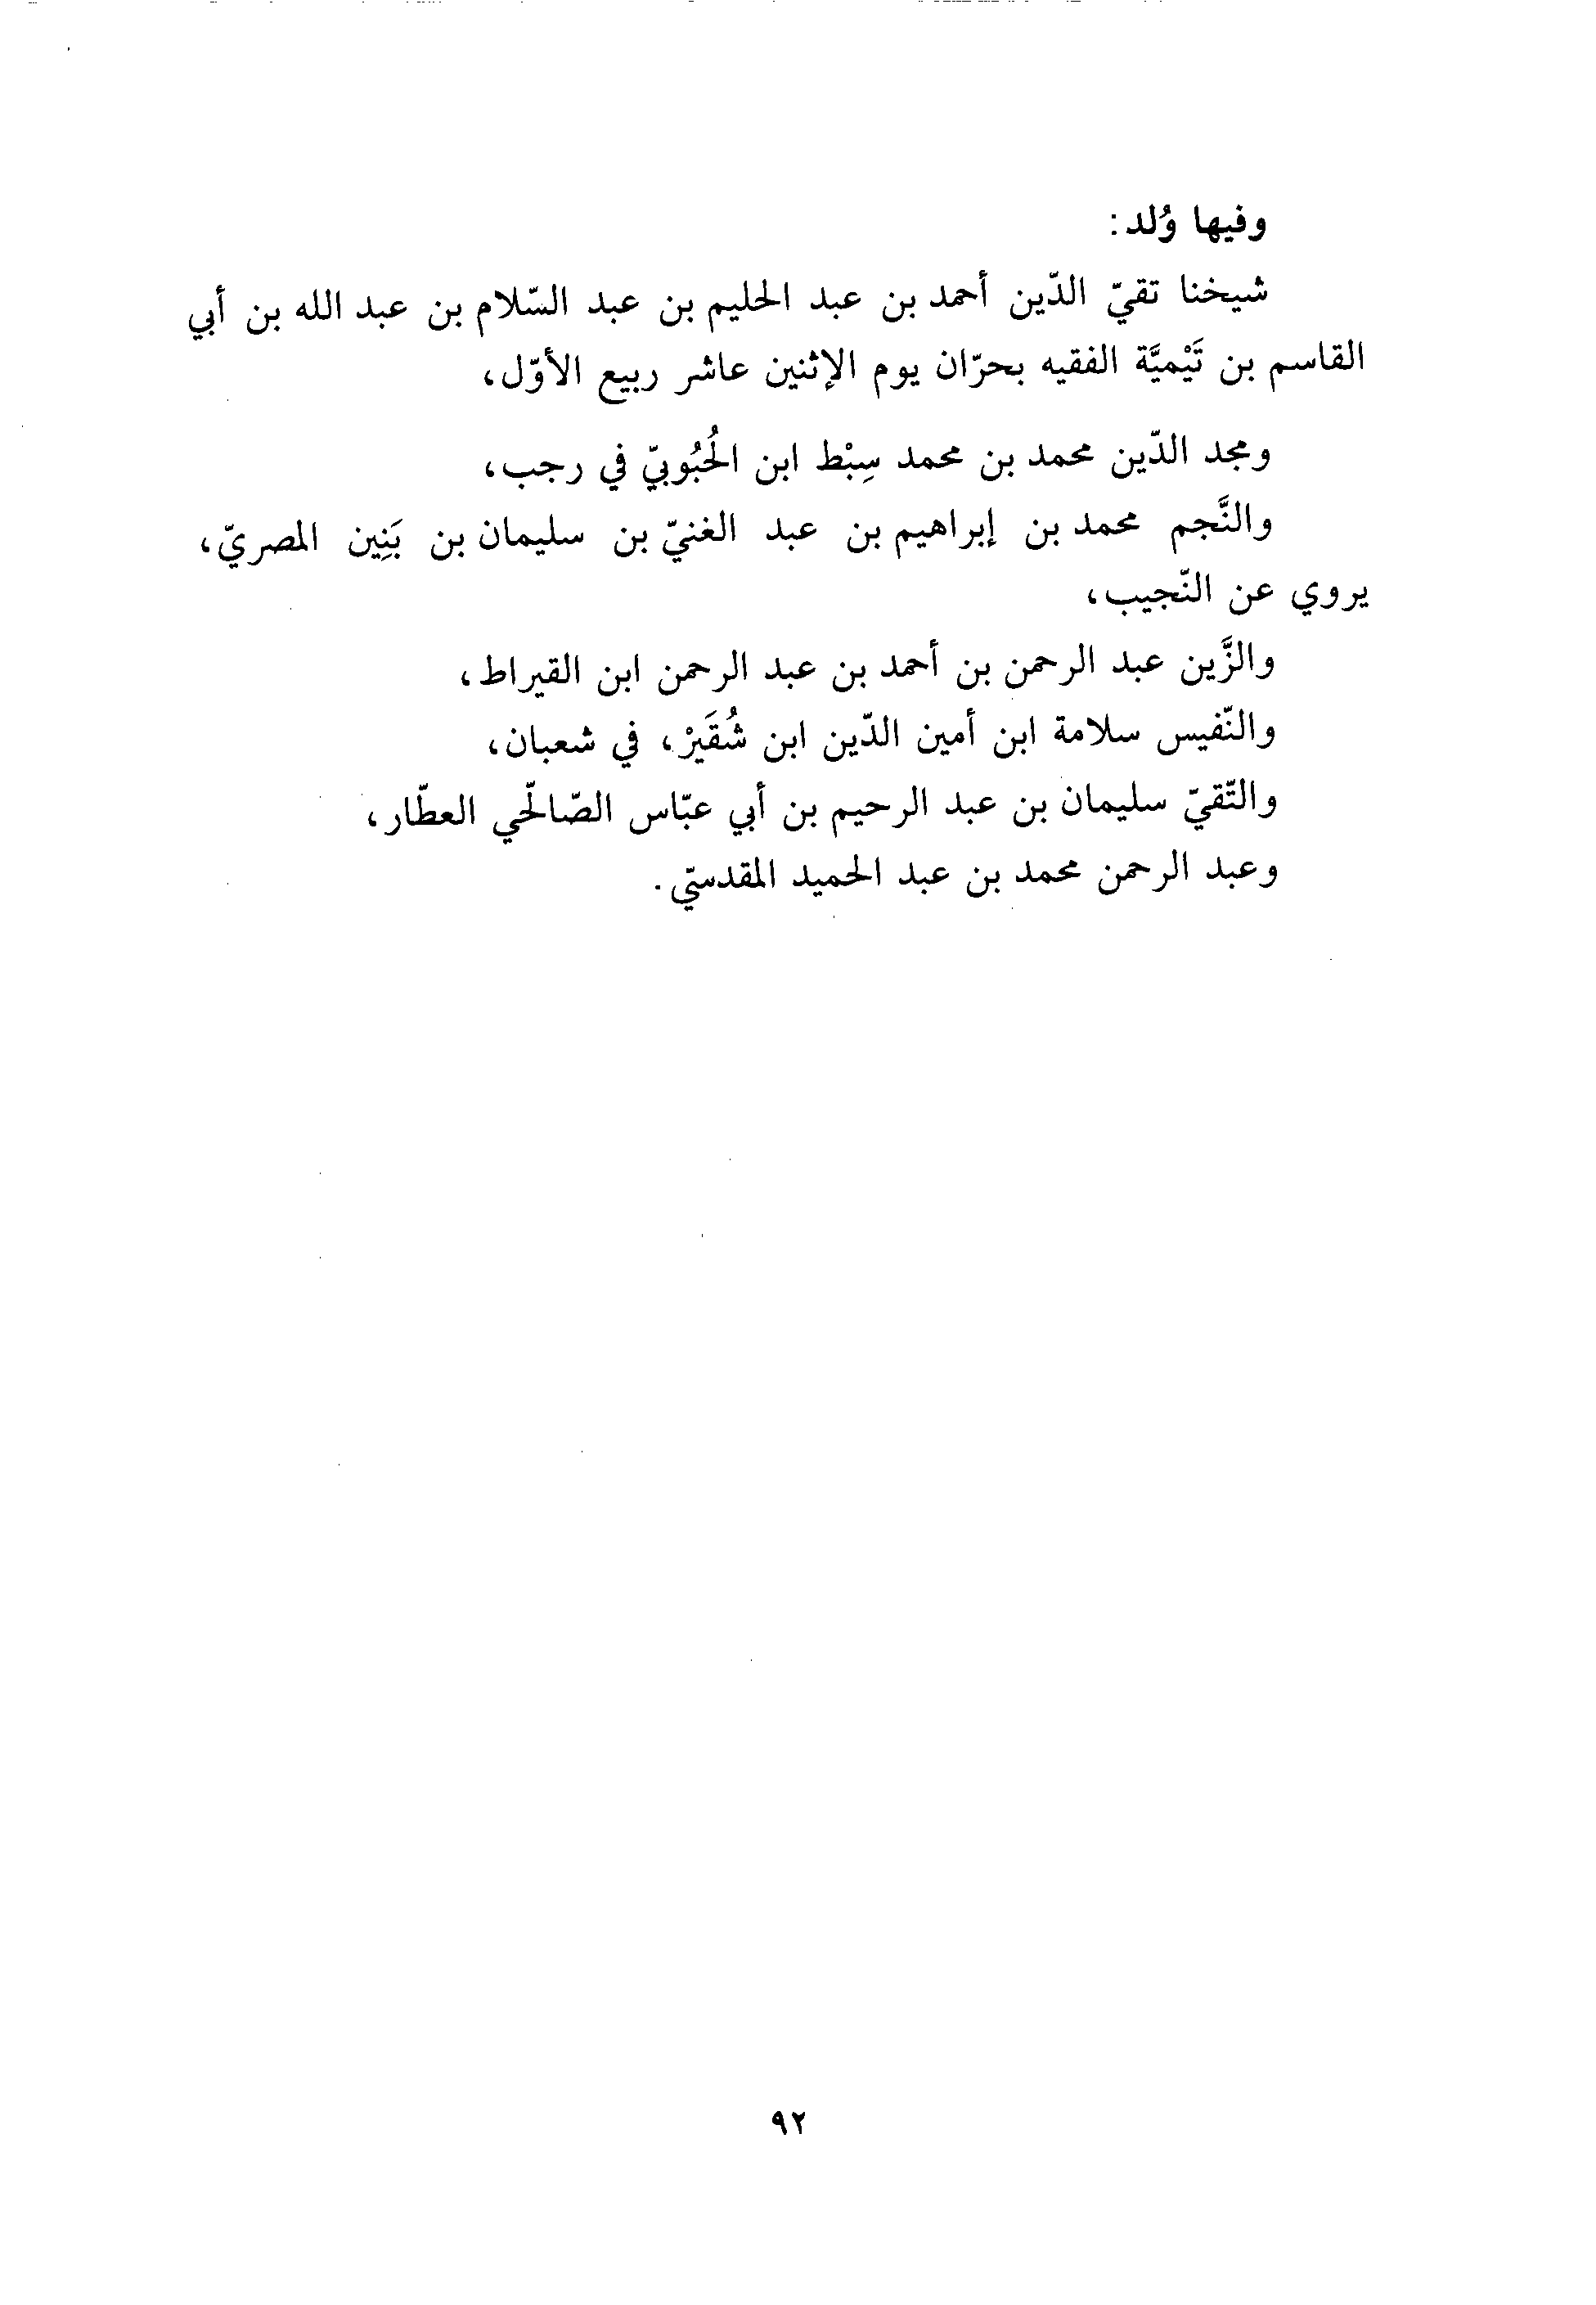 وفيها وُلد:
شيخنا تقيّ الدّين أحمد بن عبد الحليم بن عبد السّلام بن عبد الله بن أبي
القاسم بن تَيْميَّة الفقيه بحرّان يوم الإثنين عاشر ربيع الأوّل،
ومجد الدّين محمد بن محمد سِبْط ابن الحُبُوبيّ في رجب،
والنَّجم محمد بن إبراهيم بن عبد الغنيّ بن سليمان بن بَنِين المصريّ،
يروي عن النّجيب،
والزَّين عبد الرحمن بن أحمد بن عبد الرحمن ابن القيراط،
والنّفيس سلامة ابن أمين الدّين ابن شُقَيْر، في شعبان،
والتّقيّ سليمان بن عبد الرحيم بن أبي عبّاس الصّالحّي العطّار،
وعبد الرحمن محمد بن عبد الحميد المقدسيّ.
٩٢